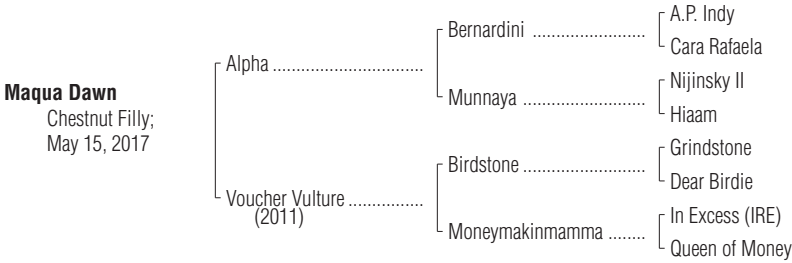 Maqua Dawn
Chestnut Filly;
May 15, 2017
Alpha ..............................
Voucher Vulture ................
(2011)
Bernardini .......................
Munnaya .........................
Birdstone ........................
Moneymakinmamma ........
A.P. Indy
Cara Rafaela
Nijinsky II
Hiaam
Grindstone
Dear Birdie
In Excess (IRE)
Queen of Money